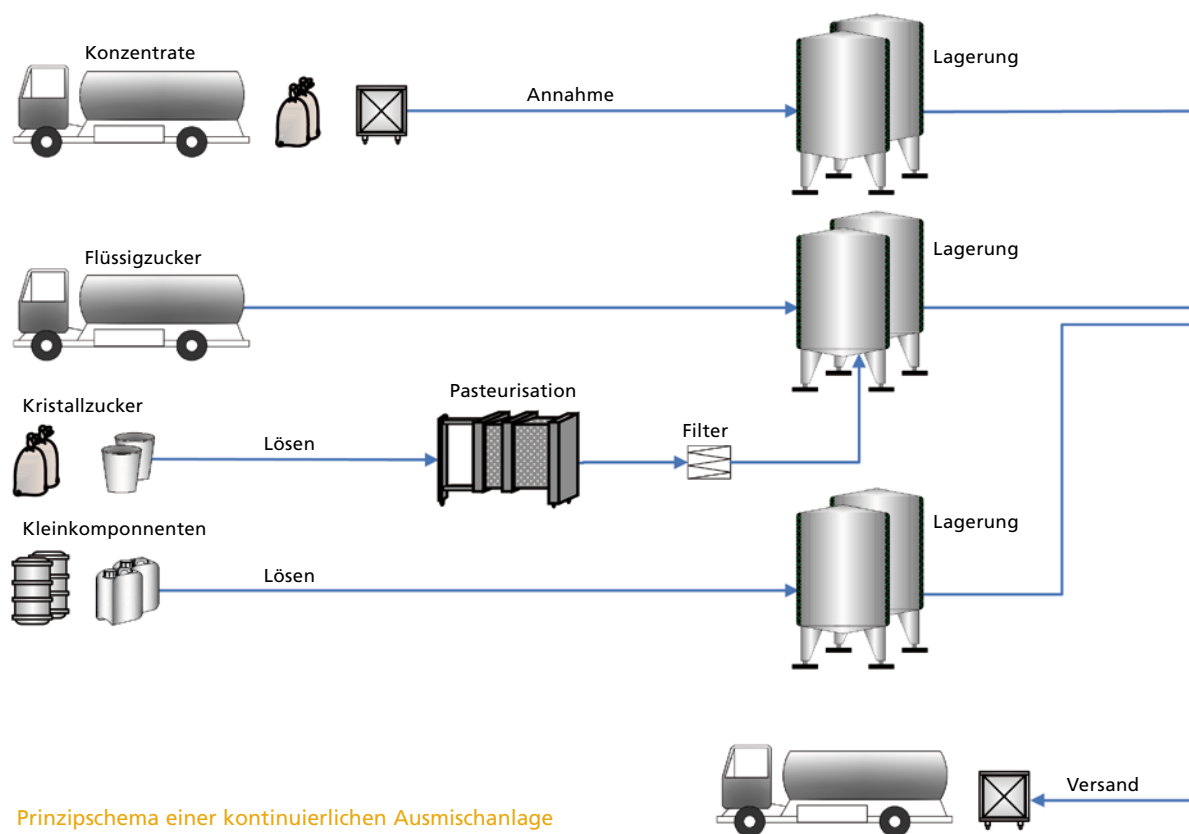 Konzentrate
Annahme
Lagerung
Flüssigzucker
Lagerung
Kristallzucker
Lösen
Pasteurisation
Filter
Kleinkomponnenten
Lösen
Lagerung
Versand
Prinzipschema einer kontinuierlichen Ausmischanlage